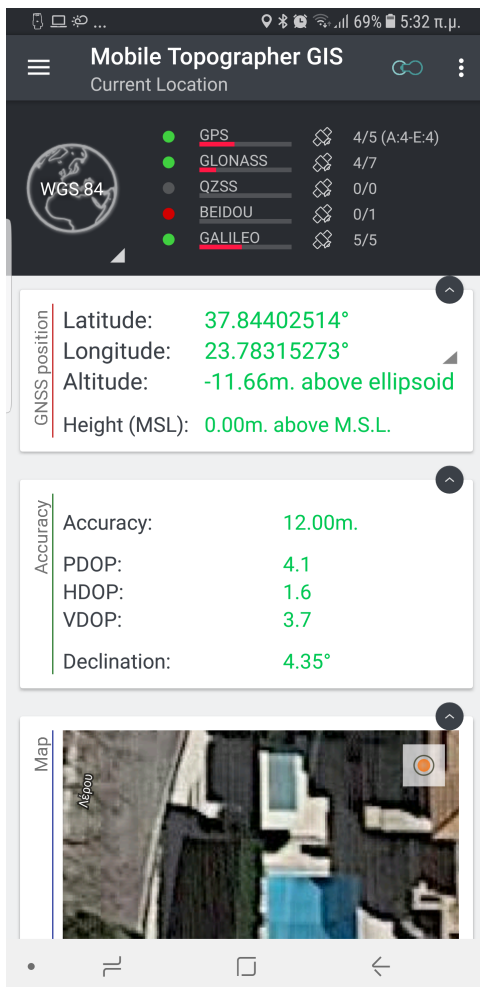 ... 69% 5:32 π.μ.
Mobile Topographer GIS
Current Location
WGS 84
GPS 4/5 (A:4-E:4)
GLONASS 4/7
QZSS 0/0
BEIDOU 0/1
GALILEO 5/5
GNSS position
Latitude: 37.84402514°
Longitude: 23.78315273°
Altitude: -11.66m. above ellipsoid
Height (MSL): 0.00m. above M.S.L.
Accuracy
Accuracy: 12.00m.
PDOP: 4.1
HDOP: 1.6
VDOP: 3.7
Declination: 4.35°
Map
Λέρου